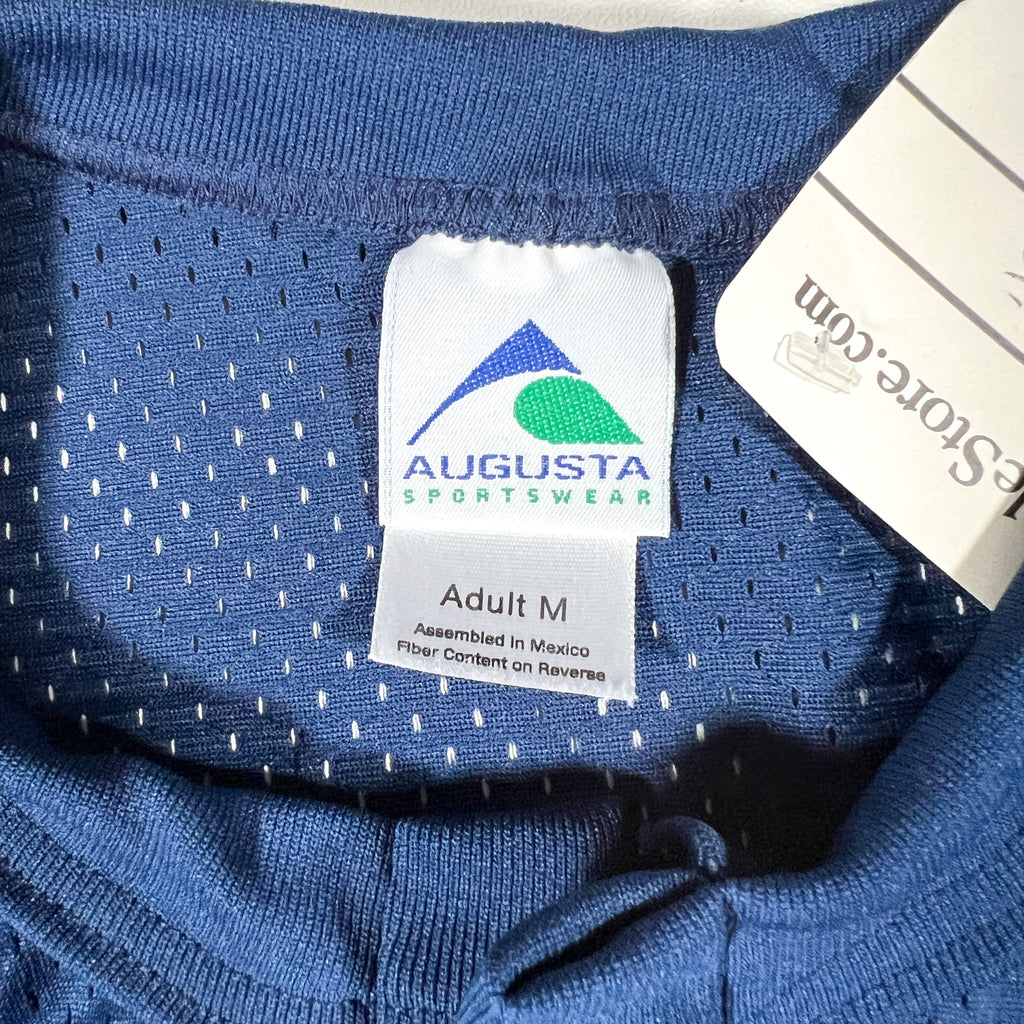 AUGUSTA
SPORTSWEAR
Adult M
Assembled In Mexico
Fiber Content on Reverse
eStore.com